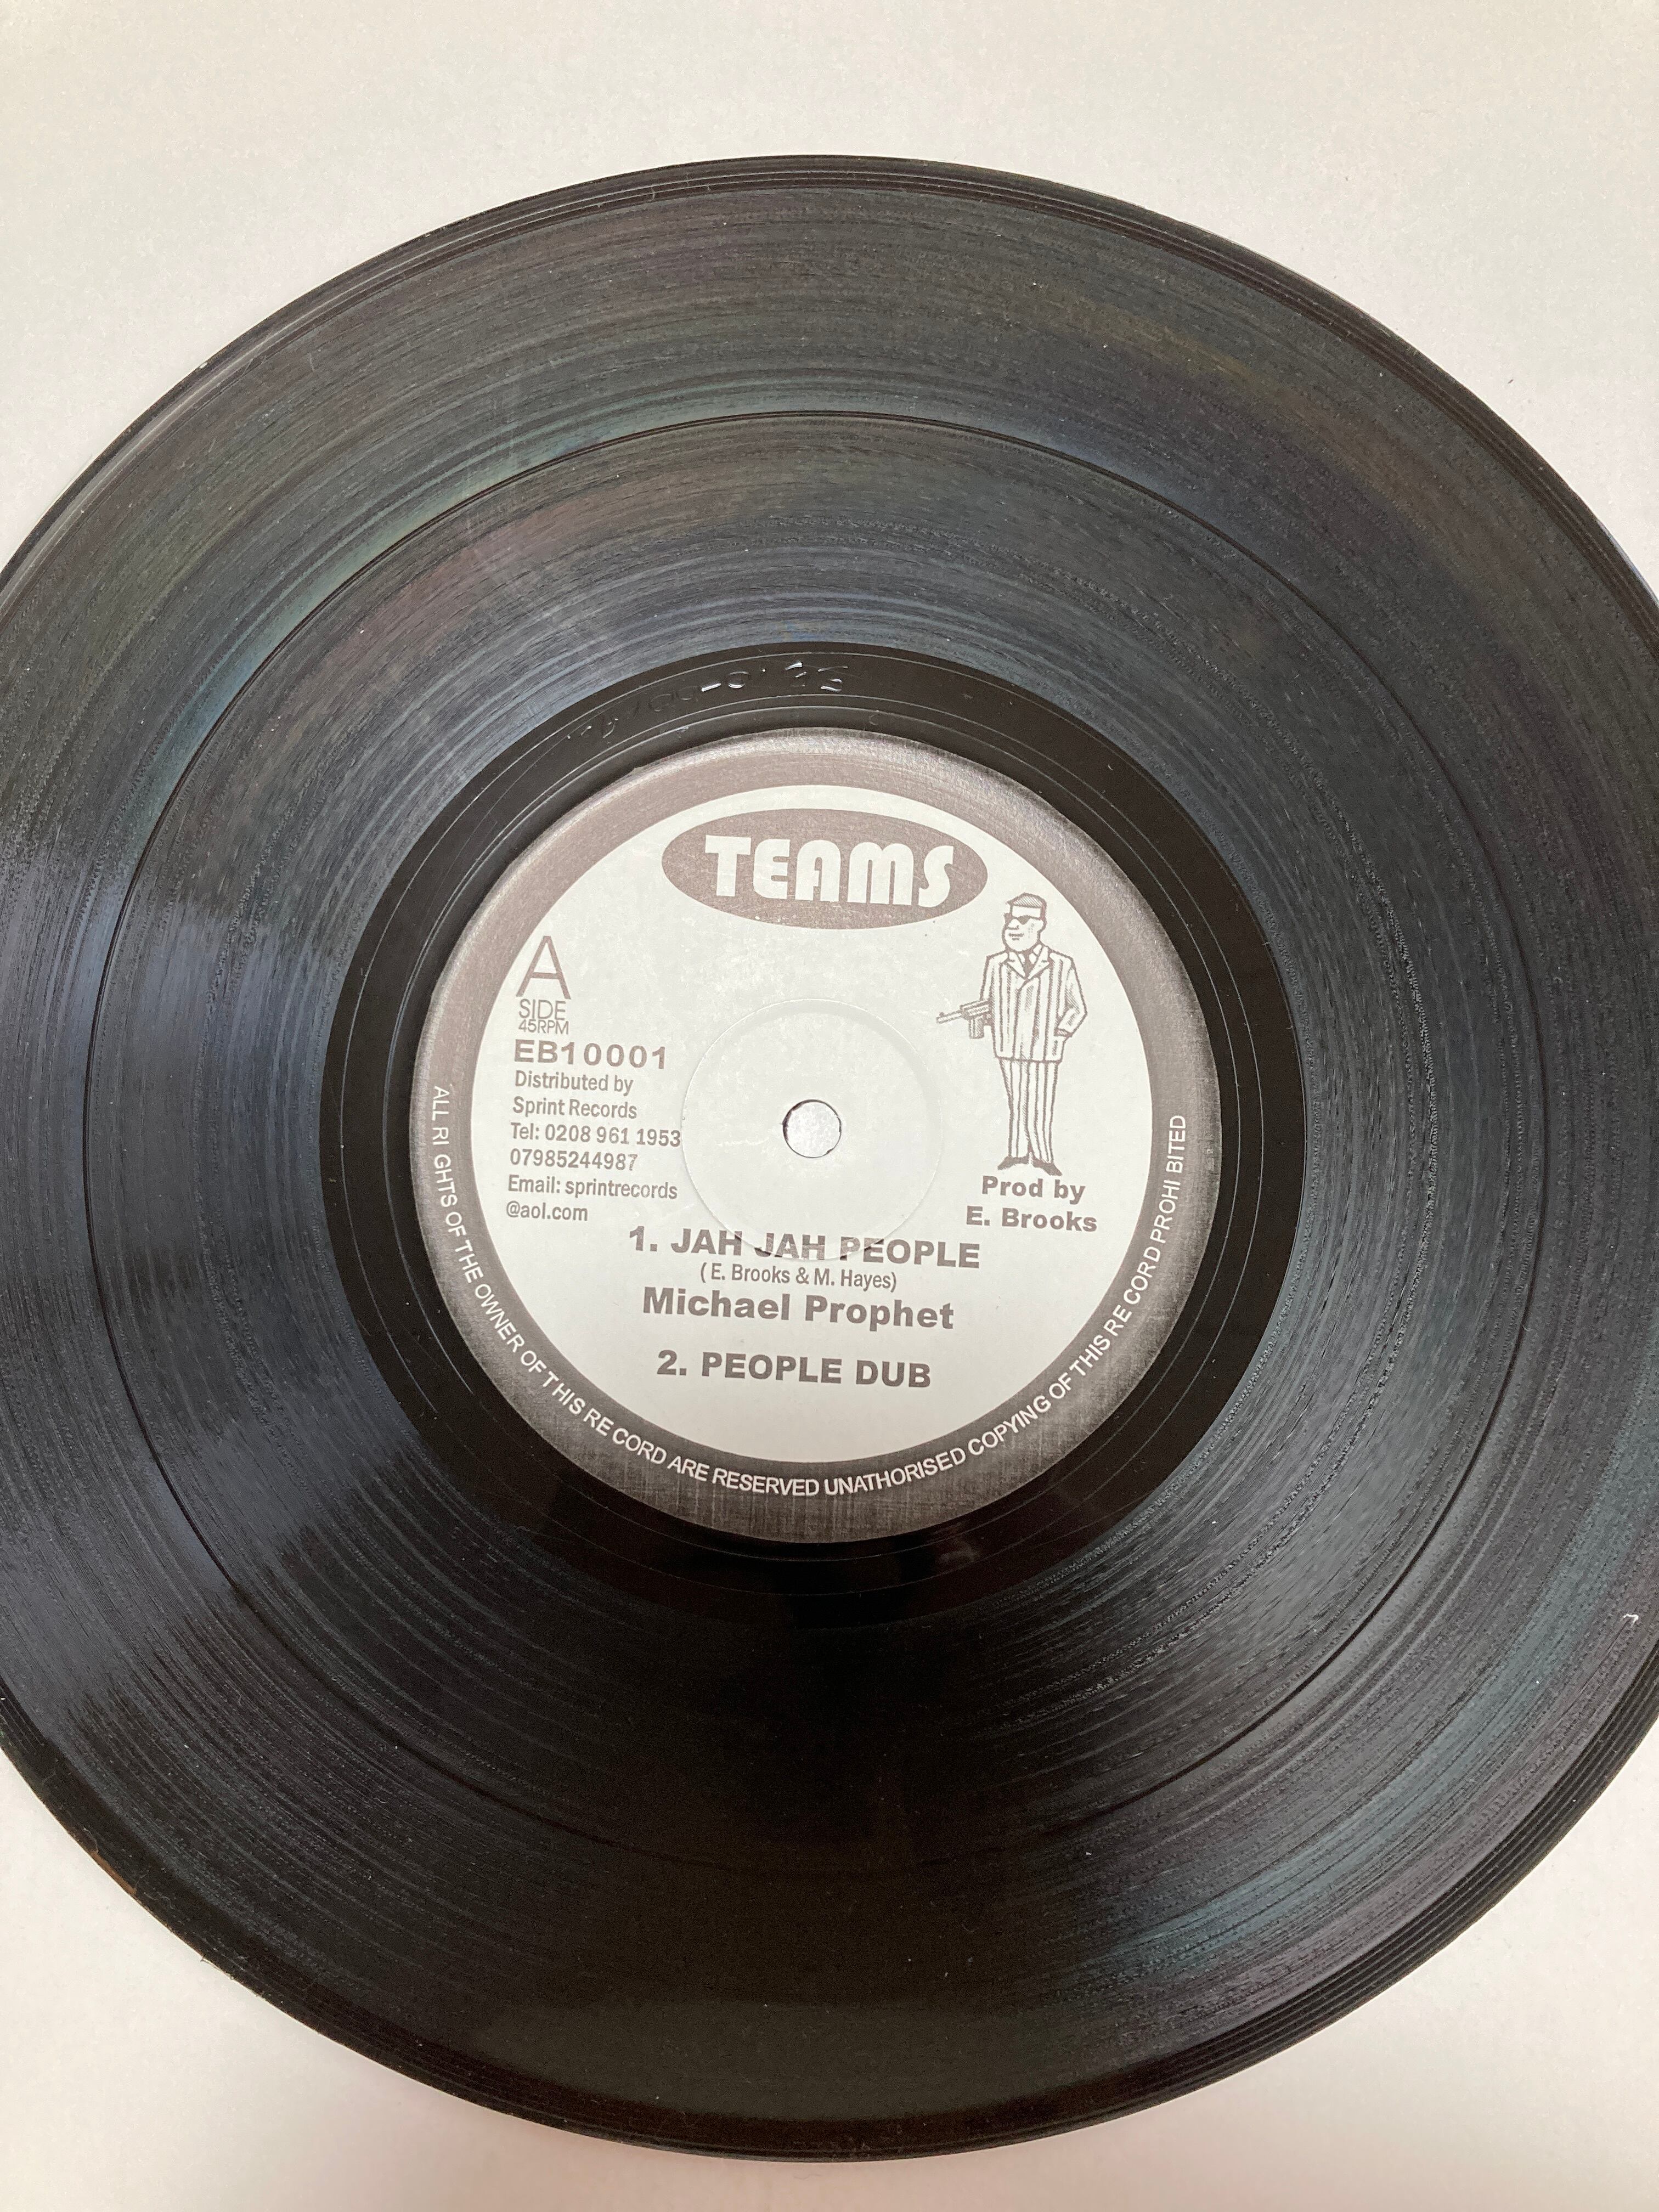 TEAMS
A
SIDE
45RPM
EB10001
Distributed by
Sprint Records
Tel: 0208 961 1953
07985244987
Email: sprintrecords
@aol.com
Prod by
E. Brooks
1. JAH JAH PEOPLE
( E. Brooks & M. Hayes)
Michael Prophet
2. PEOPLE DUB
ALL RI GHTS OF THE OWNER OF THIS RE CORD ARE RESERVED UNATHORISED COPYING OF THIS RE CORD PROHI BITED